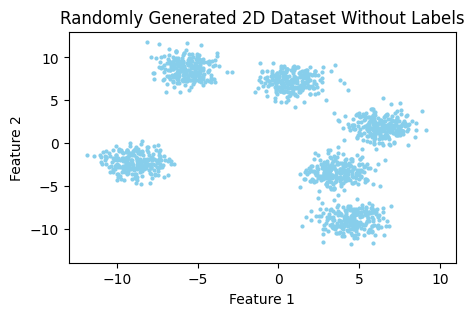 Randomly Generated 2D Dataset Without Labels
10
5
0
−5
−10
Feature 2
−10 −5 0 5 10
Feature 1